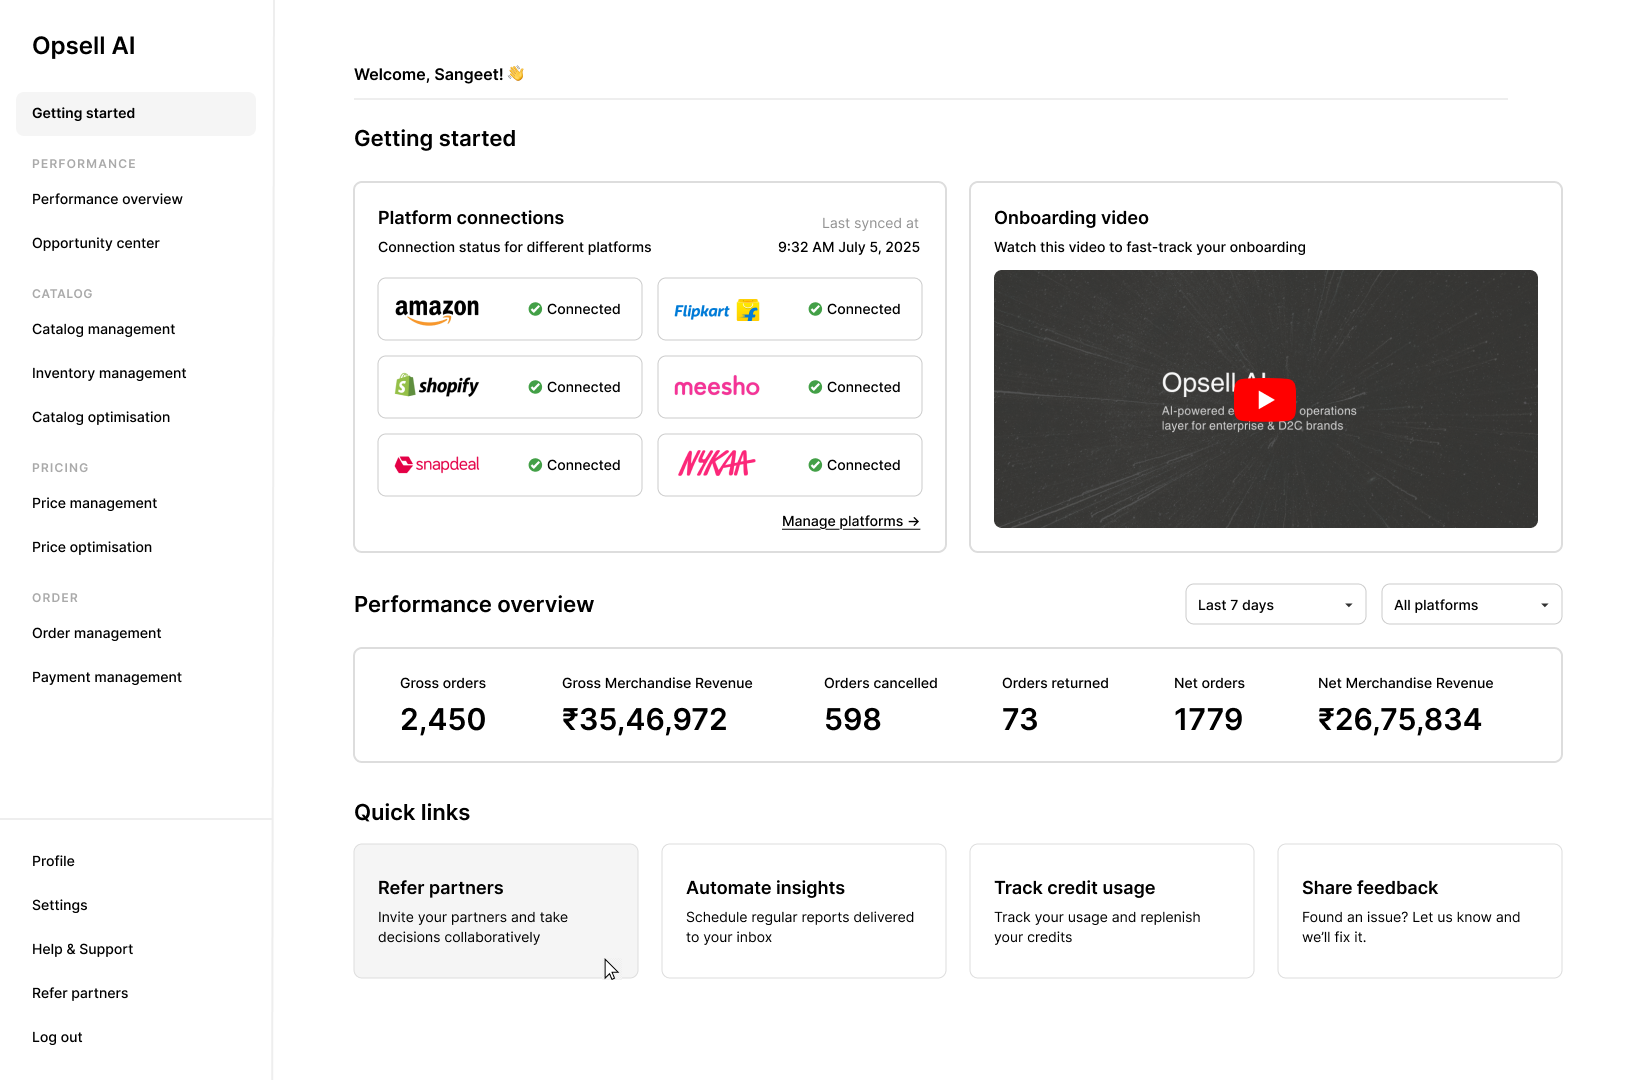 Opsell AI
Getting started
PERFORMANCE
Performance overview
Opportunity center
CATALOG
Catalog management
Inventory management
Catalog optimisation
PRICING
Price management
Price optimisation
ORDER
Order management
Payment management
Profile
Settings
Help & Support
Refer partners
Log out
Welcome, Sangeet! 👋
Getting started
Platform connections
Last synced at
Connection status for different platforms
9:32 AM July 5, 2025
amazon
Connected
Flipkart
Connected
shopify
Connected
meesho
Connected
snapdeal
Connected
NYKAA
Connected
Manage platforms →
Onboarding video
Watch this video to fast-track your onboarding
Opsell
AI-powered operations
layer for enterprise & D2C brands
Performance overview
Last 7 days
All platforms
Gross orders
2,450
Gross Merchandise Revenue
₹35,46,972
Orders cancelled
598
Orders returned
73
Net orders
1779
Net Merchandise Revenue
₹26,75,834
Quick links
Refer partners
Invite your partners and take
decisions collaboratively
Automate insights
Schedule regular reports delivered
to your inbox
Track credit usage
Track your usage and replenish
your credits
Share feedback
Found an issue? Let us know and
we’ll fix it.